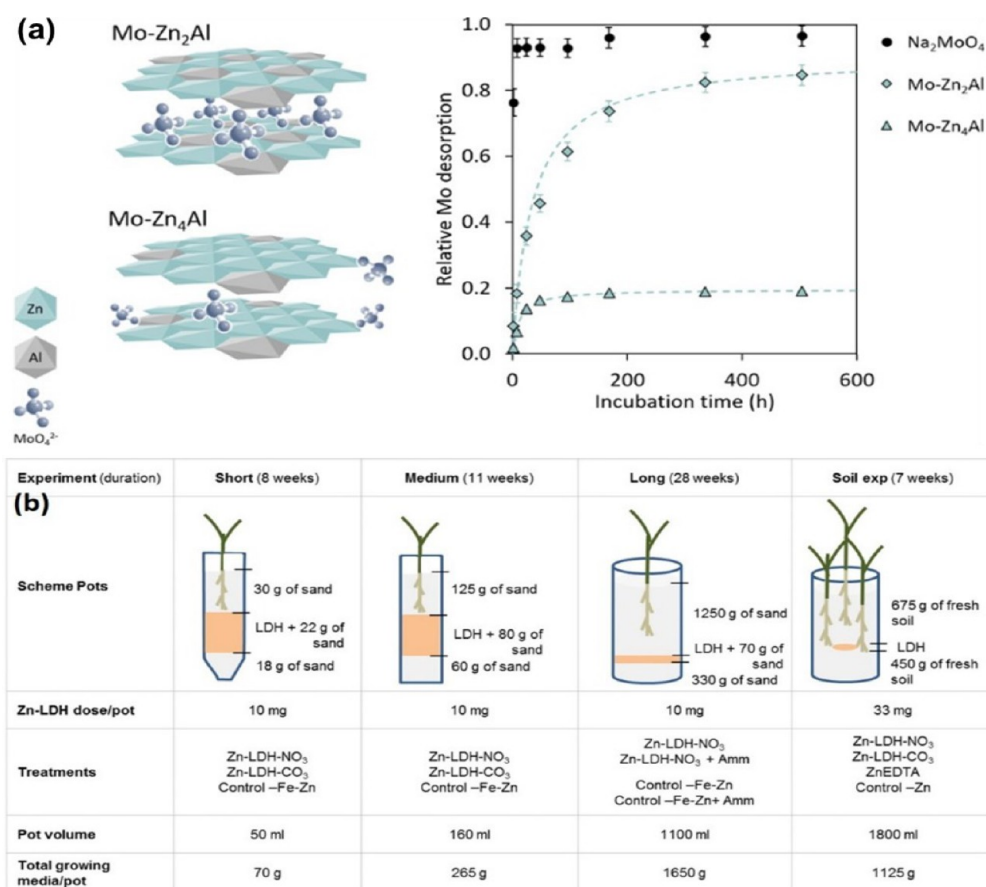 (a)
Mo-Zn₂Al
Mo-Zn₄Al
Zn
Al
MoO₄²⁻
Relative Mo desorption
1.0
0.8
0.6
0.4
0.2
0.0
0
200
400
600
Incubation time (h)
Na₂MoO₄
Mo-Zn₂Al
Mo-Zn₄Al
(b)
Experiment (duration)
Short (8 weeks)
Medium (11 weeks)
Long (28 weeks)
Soil exp (7 weeks)
Scheme Pots
30 g of sand
LDH + 22 g of
sand
18 g of sand
125 g of sand
LDH + 80 g of
sand
60 g of sand
1250 g of sand
LDH + 70 g of
sand
330 g of sand
675 g of fresh
soil
LDH
450 g of fresh
soil
Zn-LDH dose/pot
10 mg
10 mg
10 mg
33 mg
Treatments
Zn-LDH-NO₃
Zn-LDH-CO₃
Control –Fe-Zn
Zn-LDH-NO₃
Zn-LDH-CO₃
Control –Fe-Zn
Zn-LDH-NO₃
Zn-LDH-NO₃ + Amm
Control –Fe-Zn
Control –Fe-Zn+ Amm
Zn-LDH-NO₃
Zn-LDH-CO₃
ZnEDTA
Control –Zn
Pot volume
50 ml
160 ml
1100 ml
1800 ml
Total growing
media/pot
70 g
265 g
1650 g
1125 g